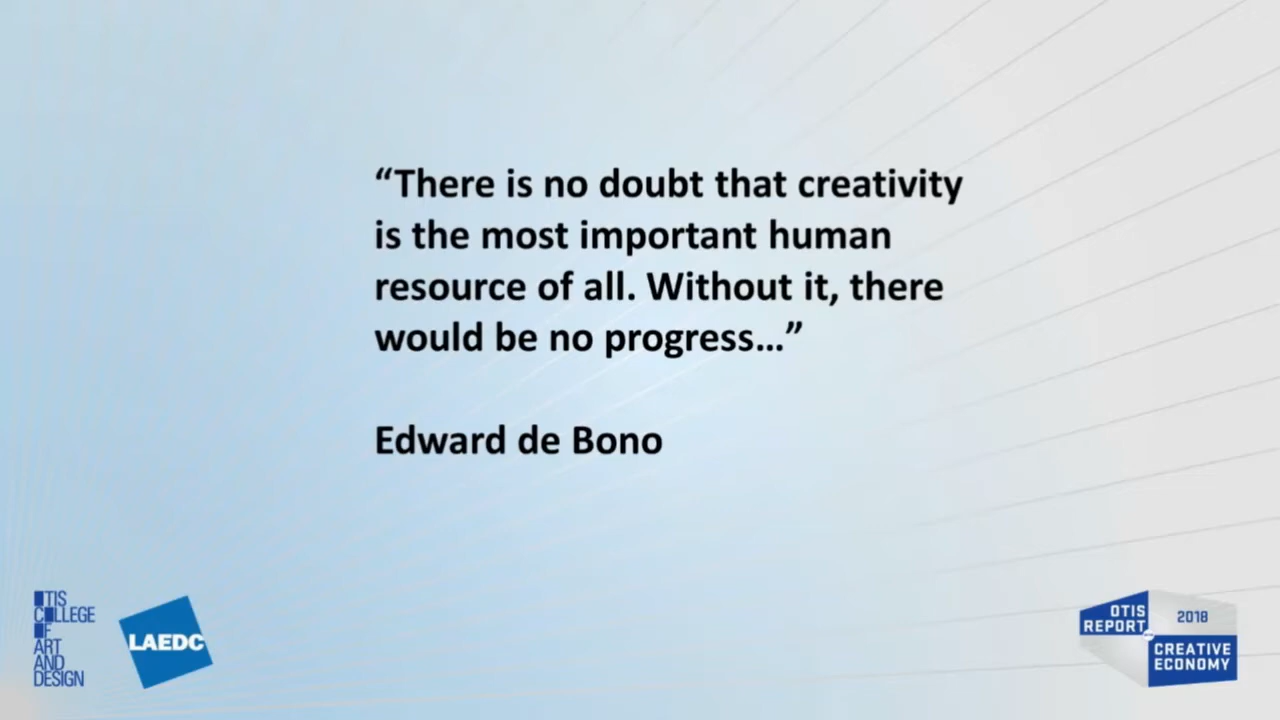 “There is no doubt that creativity
is the most important human
resource of all. Without it, there
would be no progress...”
Edward de Bono
OTIS
COLLEGE
OF
ART
AND
DESIGN
LAEDC
OTIS
REPORT
2018
CREATIVE
ECONOMY